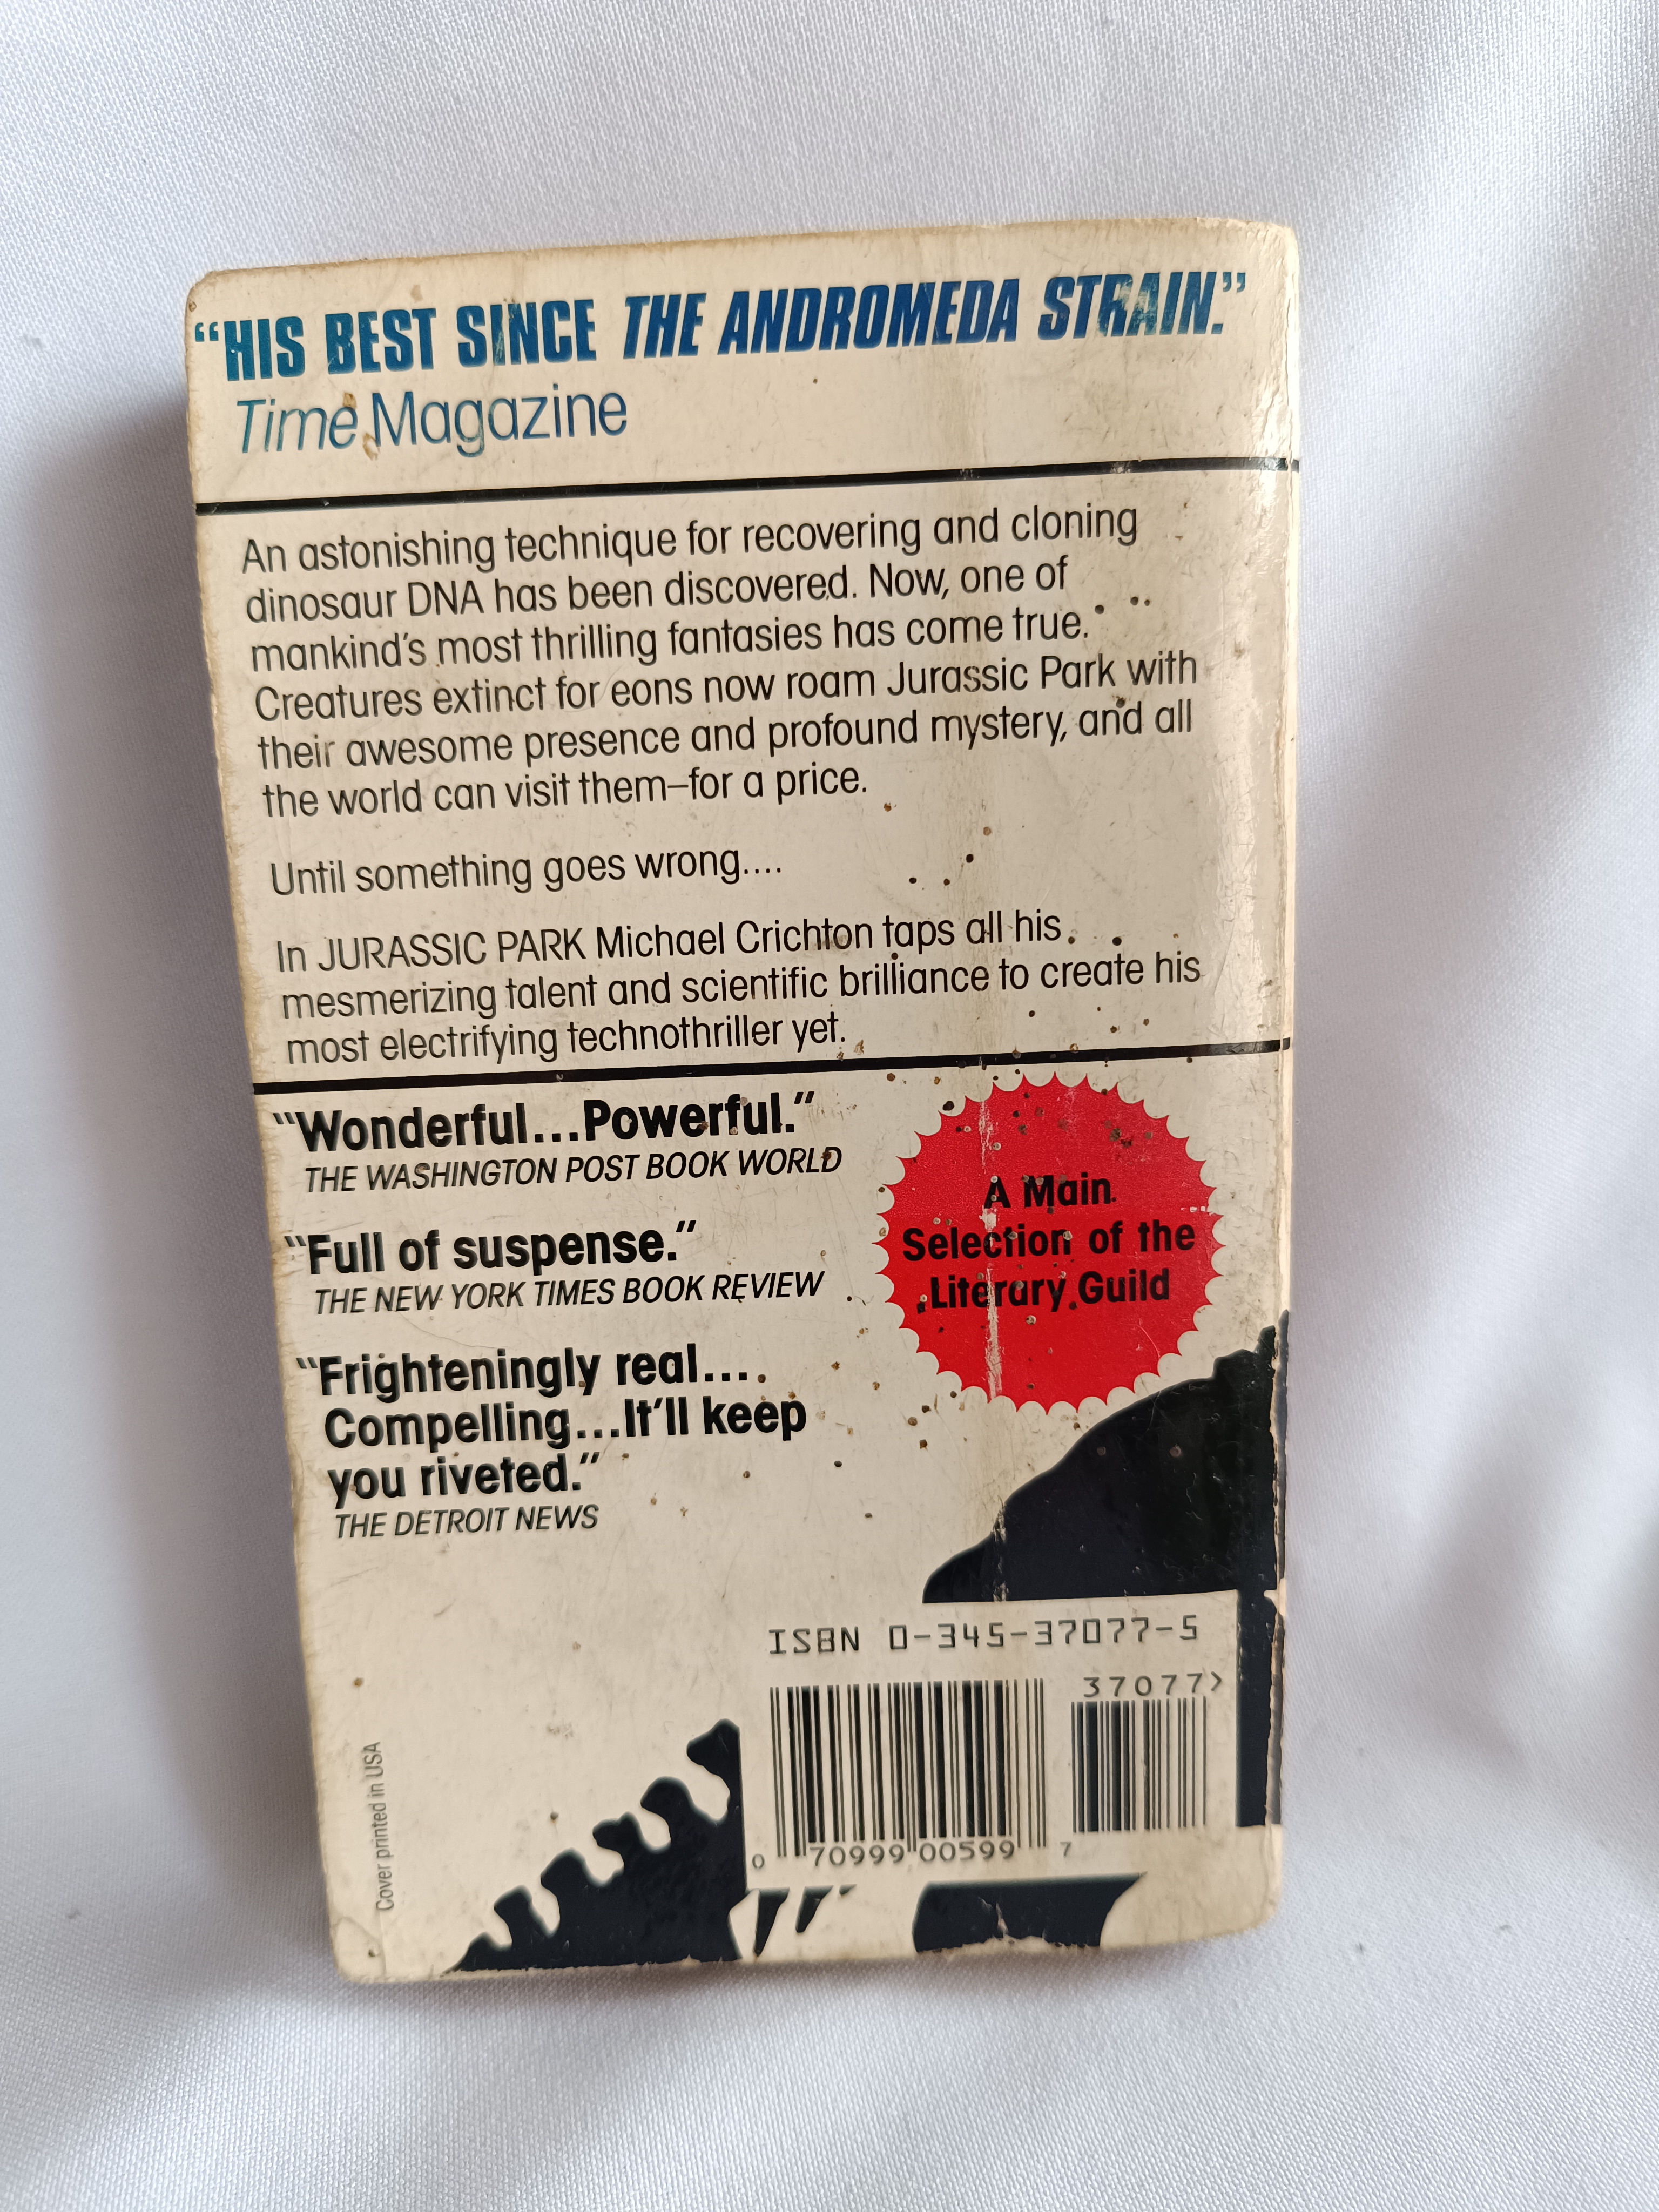 “HIS BEST SINCE THE ANDROMEDA STRAIN.”
Time Magazine
An astonishing technique for recovering and cloning
dinosaur DNA has been discovered. Now, one of
mankind's most thrilling fantasies has come true.
Creatures extinct for eons now roam Jurassic Park with
their awesome presence and profound mystery, and all
the world can visit them–for a price.
Until something goes wrong....
In JURASSIC PARK Michael Crichton taps all his
mesmerizing talent and scientific brilliance to create his
most electrifying technothriller yet.
“Wonderful...Powerful.”
THE WASHINGTON POST BOOK WORLD
“Full of suspense.”
THE NEW YORK TIMES BOOK REVIEW
“Frighteningly real....
Compelling...It'll keep
you riveted.”
THE DETROIT NEWS
A Main
Selection of the
Literary Guild
ISBN 0-345-37077-5
37077>
0 70999 00599 7
Cover printed in USA